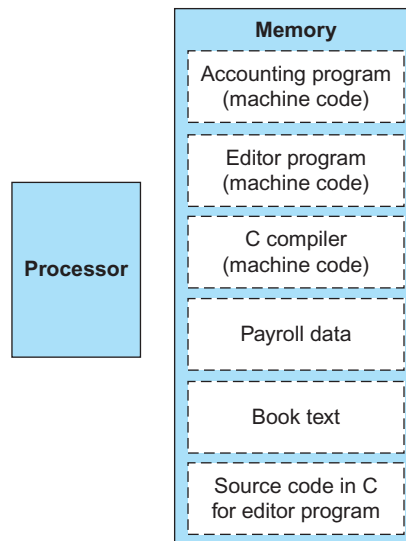 Memory
Accounting program
(machine code)
Editor program
(machine code)
Processor
C compiler
(machine code)
Payroll data
Book text
Source code in C
for editor program